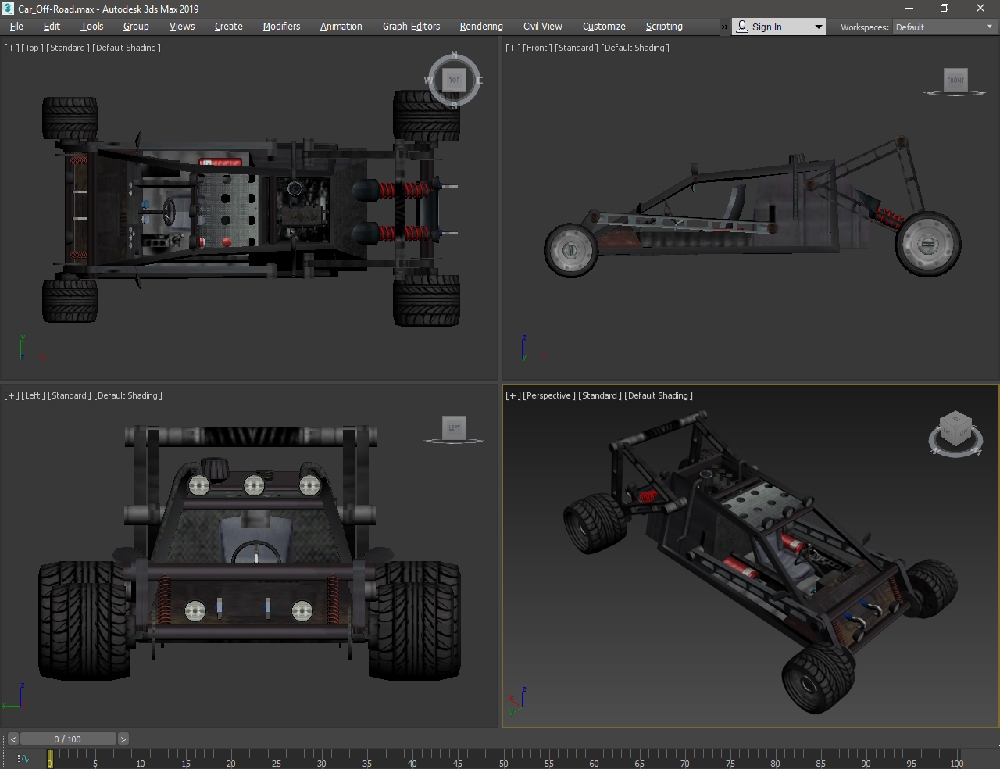 Car_Off-Road.max - Autodesk 3ds Max 2019
File Edit Tools Group Views Create Modifiers Animation Graph Editors Rendering Civil View Customize Scripting » Sign In Workspaces: Default
[+] [Top] [Standard] [Default Shading]
N
W TOP E
S
[+] [Front] [Standard] [Default Shading]
FRONT
[+] [Left] [Standard] [Default Shading]
LEFT
[+] [Perspective] [Standard] [Default Shading]
< 0 / 100 >
0 5 10 15 20 25 30 35 40 45 50 55 60 65 70 75 80 85 90 95 100